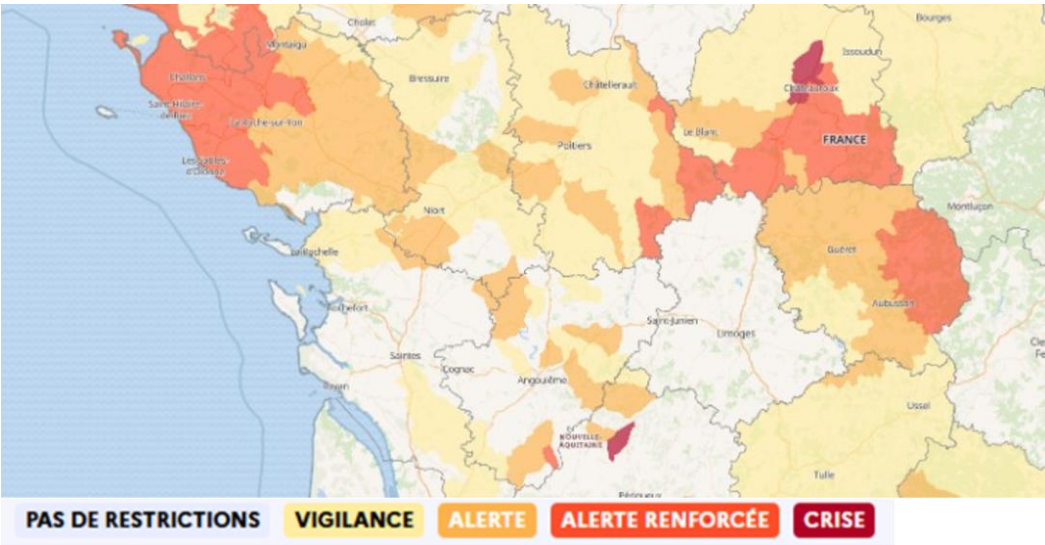 Cholet
Bourges
Montaigu
Issoudun
Challans
Bressuire
Châtellerault
Châteauroux
Saint-Hilaire-
de-Riez
La Roche-sur-Yon
Le Blanc
FRANCE
Poitiers
Les Sables-
d'Olonne
Montluçon
Niort
La Rochelle
Guéret
Rochefort
Aubusson
Saint-Junien
Limoges
Saintes
Cognac
Angoulême
Royan
Ussel
NOUVELLE-
AQUITAINE
Tulle
Périgueux
PAS DE RESTRICTIONS VIGILANCE ALERTE ALERTE RENFORCÉE CRISE